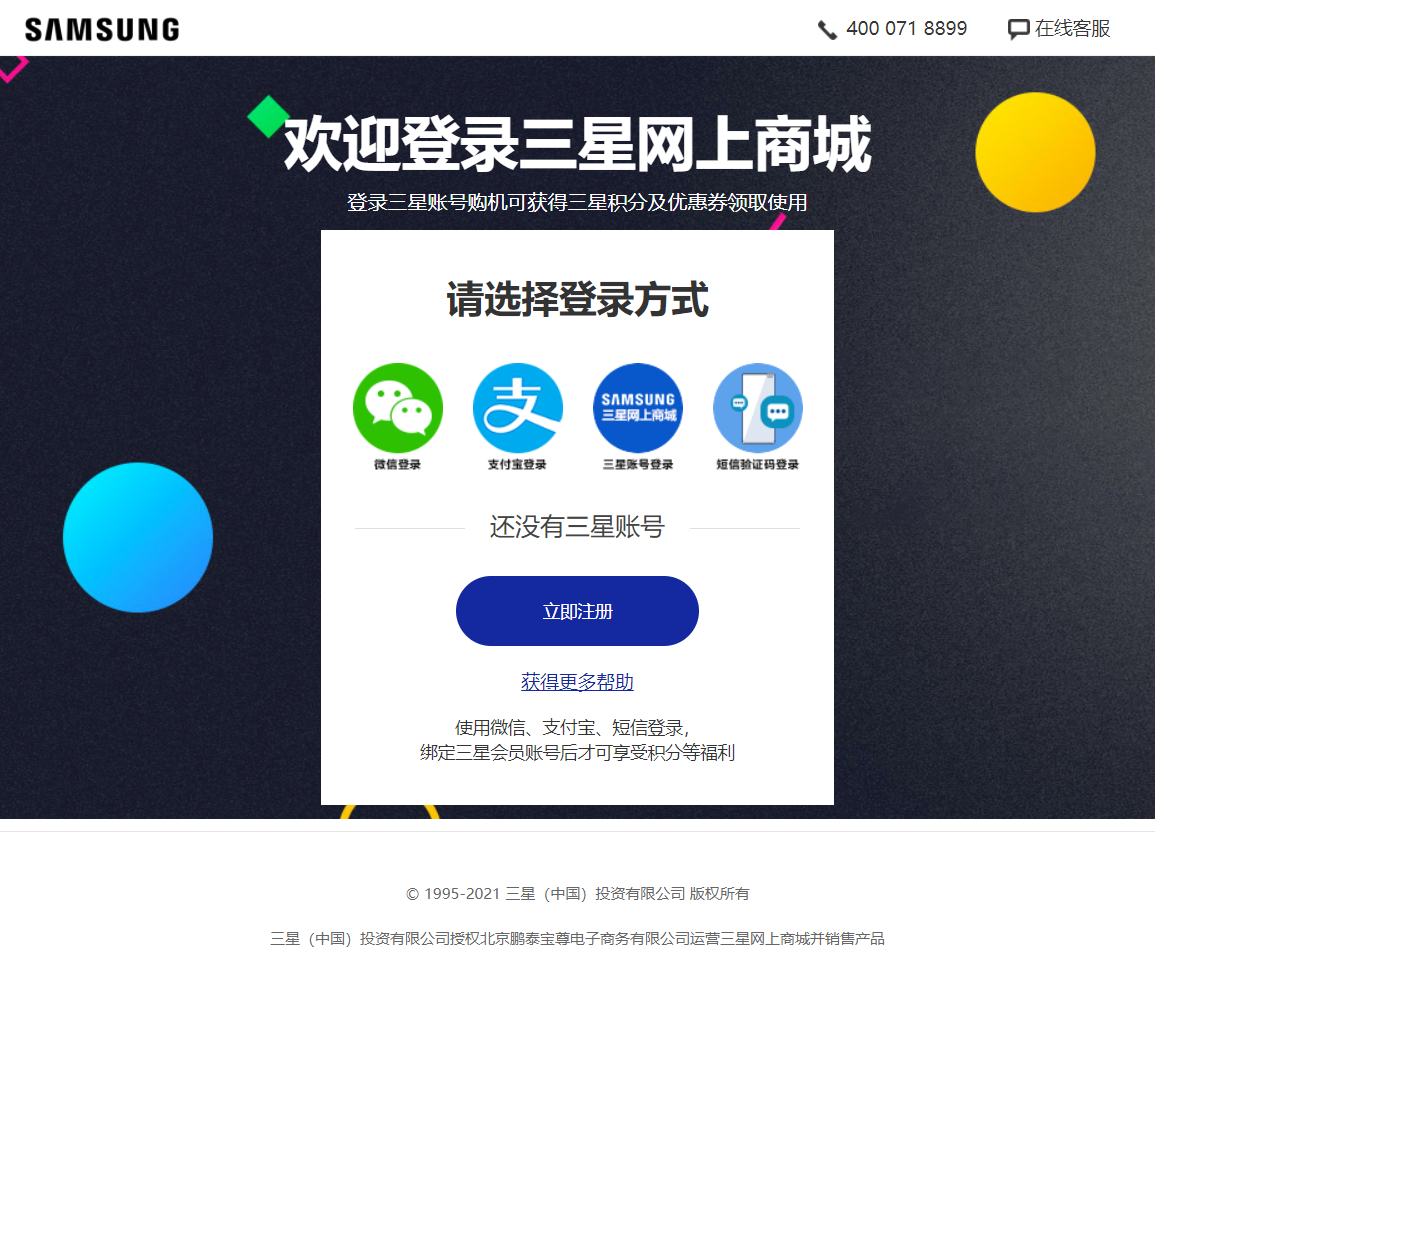 SAMSUNG
400 071 8899
在线客服
欢迎登录三星网上商城
登录三星账号购机可获得三星积分及优惠券领取使用
请选择登录方式
SAMSUNG
三星网上商城
微信登录
支付宝登录
三星账号登录
短信验证码登录
还没有三星账号
立即注册
获得更多帮助
使用微信、支付宝、短信登录，
绑定三星会员账号后才可享受积分等福利
© 1995-2021 三星（中国）投资有限公司 版权所有
三星（中国）投资有限公司授权北京鹏泰宝尊电子商务有限公司运营三星网上商城并销售产品